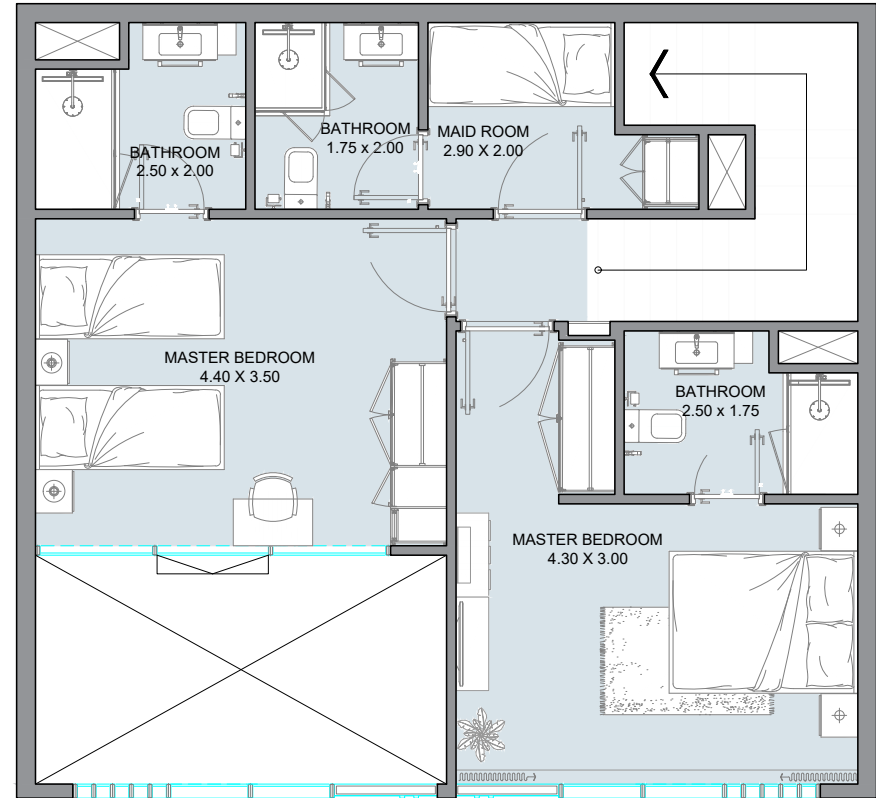 BATHROOM
2.50 x 2.00
BATHROOM
1.75 x 2.00
MAID ROOM
2.90 X 2.00
MASTER BEDROOM
4.40 X 3.50
BATHROOM
2.50 x 1.75
MASTER BEDROOM
4.30 X 3.00